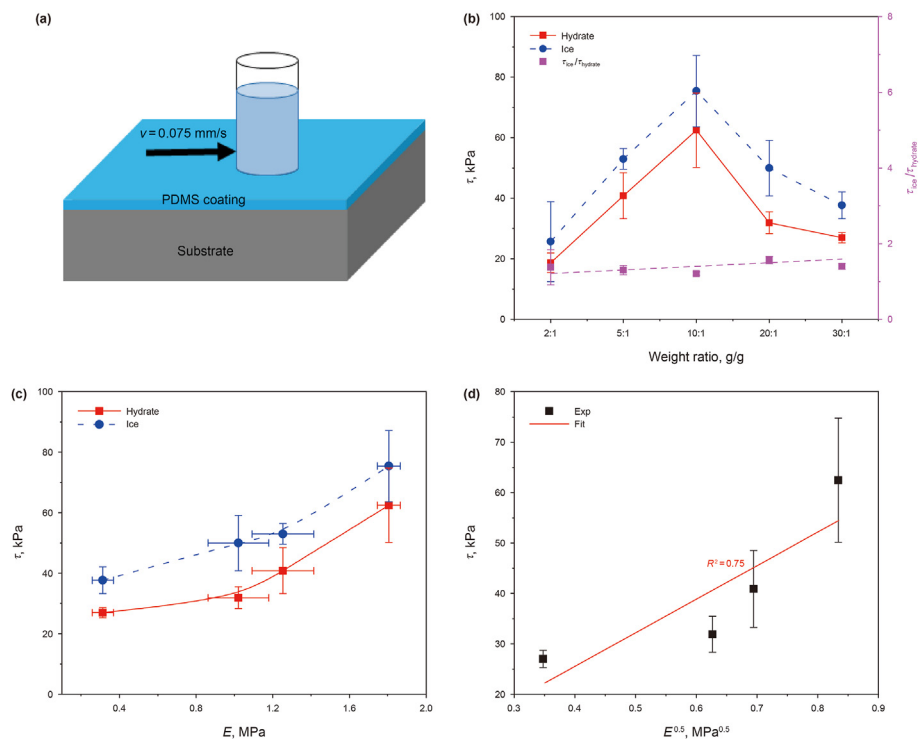 (a)
v = 0.075 mm/s
PDMS coating
Substrate
(b)
Hydrate
Ice
τice/τhydrate
100
80
60
40
20
0
τ, kPa
8
6
4
2
0
τice/τhydrate
2:1 5:1 10:1 20:1 30:1
Weight ratio, g/g
(c)
Hydrate
Ice
100
80
60
40
20
0
τ, kPa
0.4 0.8 1.2 1.6 2.0
E, MPa
(d)
Exp
Fit
80
70
60
50
40
30
20
τ, kPa
R² = 0.75
0.3 0.4 0.5 0.6 0.7 0.8 0.9
E⁰·⁵, MPa⁰·⁵